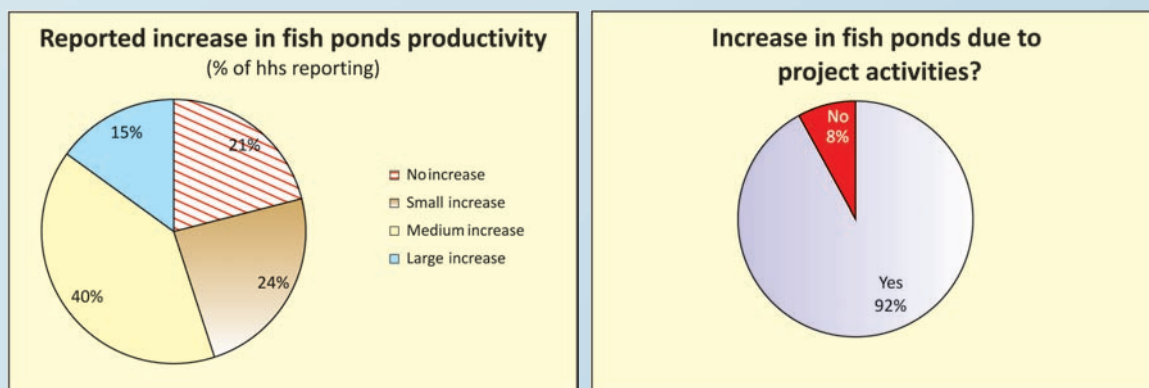 Reported increase in fish ponds productivity
(% of hhs reporting)
15%
21%
24%
40%
No increase
Small increase
Medium increase
Large increase
Increase in fish ponds due to
project activities?
No
8%
Yes
92%